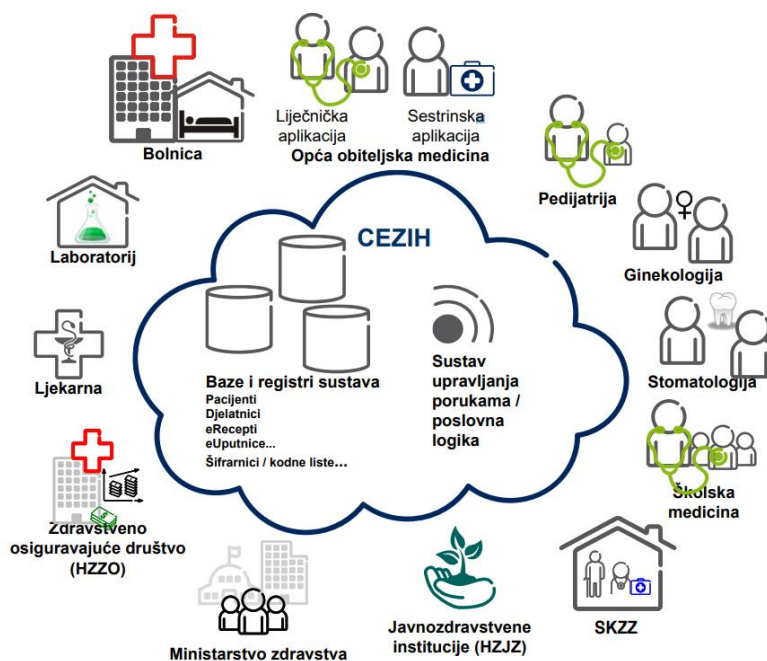 Bolnica
Liječnička
aplikacija
Sestrinska
aplikacija
Opća obiteljska medicina
Pedijatrija
Ginekologija
Stomatologija
Školska
medicina
SKZZ
Javnozdravstvene
institucije (HZJZ)
Ministarstvo zdravstva
Zdravstveno
osiguravajuće društvo
(HZZO)
Ljekarna
Laboratorij
CEZIH
Baze i registri sustava
Pacijenti
Djelatnici
eRecepti
eUputnice...
Šifrarnici / kodne liste...
Sustav
upravljanja
porukama /
poslovna
logika